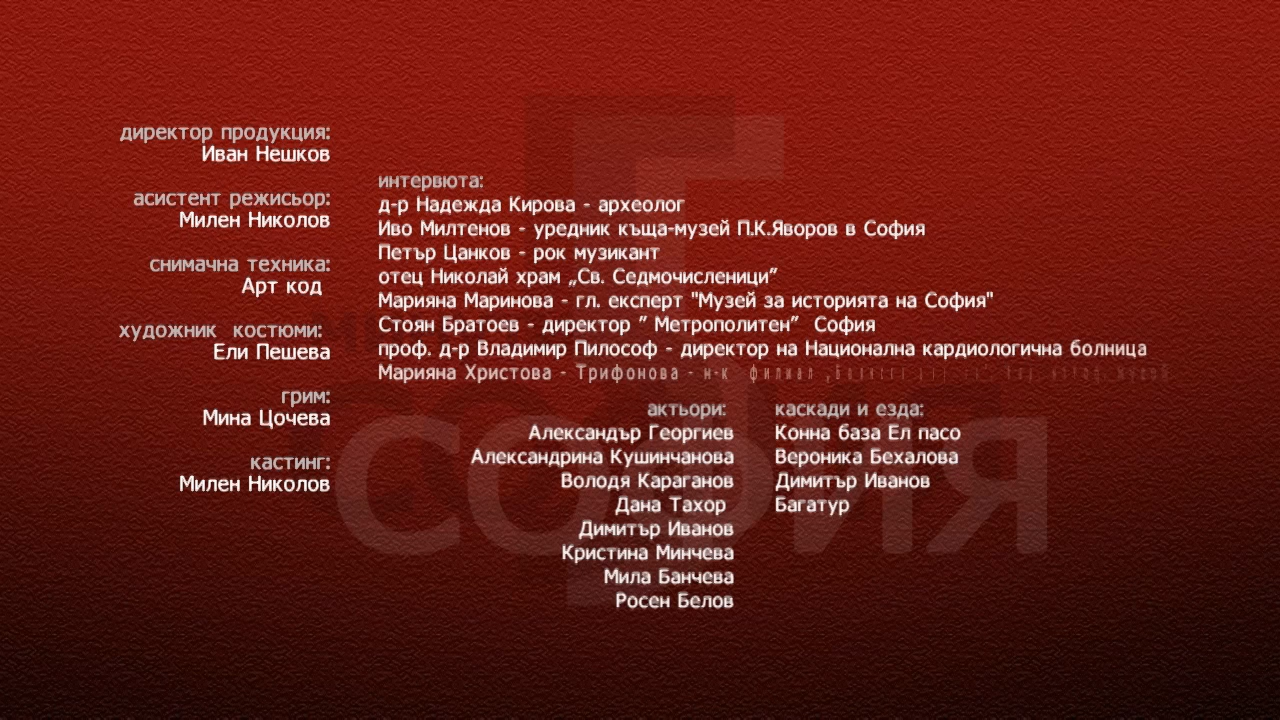 директор продукция:
Иван Нешков
асистент режисьор:
Милен Николов
снимачна техника:
Арт код
художник костюми:
Ели Пешева
грим:
Мина Цочева
кастинг:
Милен Николов
интервюта:
д-р Надежда Кирова - археолог
Иво Милтенов - уредник къща-музей П.К.Яворов в София
Петър Цанков - рок музикант
отец Николай храм „Св. Седмочисленици”
Марияна Маринова - гл. експерт "Музей за историята на София"
Стоян Братоев - директор ” Метрополитен” София
проф. д-р Владимир Пилософ - директор на Национална кардиологична болница
Марияна Христова - Трифонова - н-к филиал
актьори:
Александър Георгиев
Александрина Кушинчанова
Володя Караганов
Дана Тахор
Димитър Иванов
Кристина Минчева
Мила Банчева
Росен Белов
каскади и езда:
Конна база Ел пасо
Вероника Бехалова
Димитър Иванов
Багатур
София